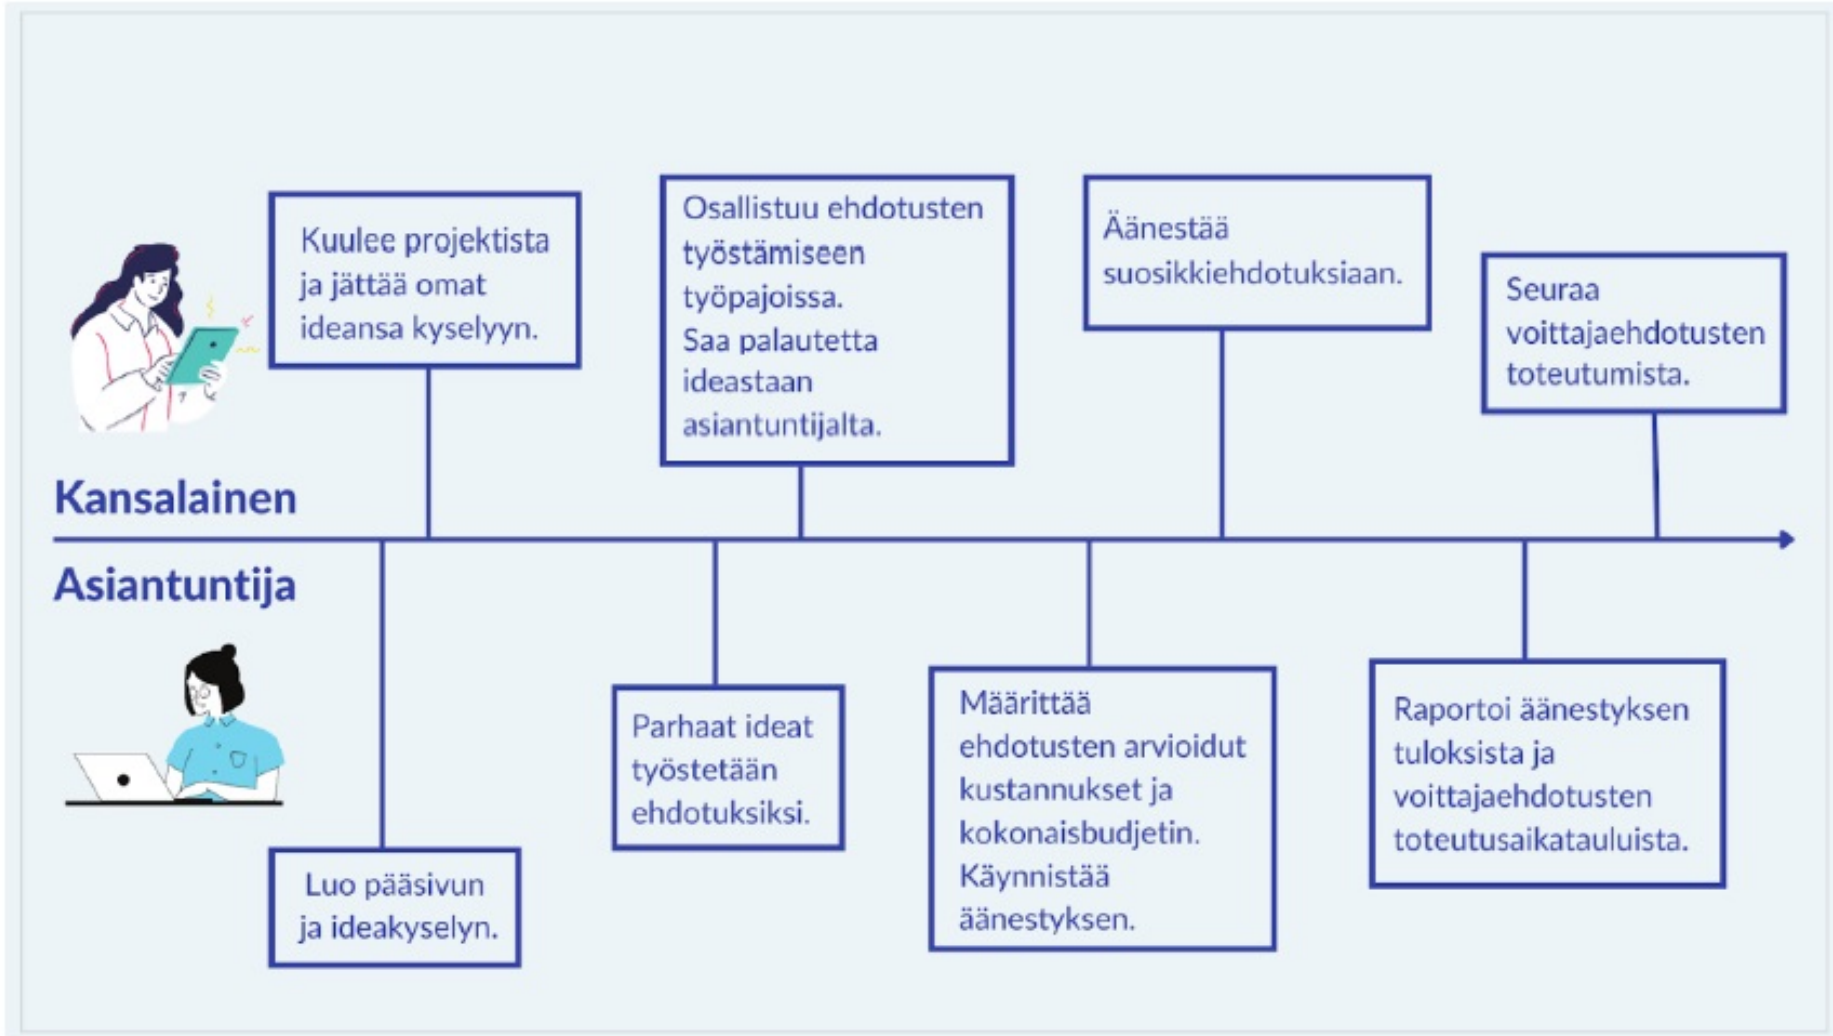 Kuulee projektista
ja jättää omat
ideansa kyselyyn.
Osallistuu ehdotusten
työstämiseen
työpajoissa.
Saa palautetta
ideastaan
asiantuntijalta.
Äänestää
suosikkiehdotuksiaan.
Seuraa
voittajaehdotusten
toteutumista.
Kansalainen
Asiantuntija
Luo pääsivun
ja ideakyselyn.
Parhaat ideat
työstetään
ehdotuksiksi.
Määrittää
ehdotusten arvioidut
kustannukset ja
kokonaisbudjetin.
Käynnistää
äänestyksen.
Raportoi äänestyksen
tuloksista ja
voittajaehdotusten
toteutusaikatauluista.